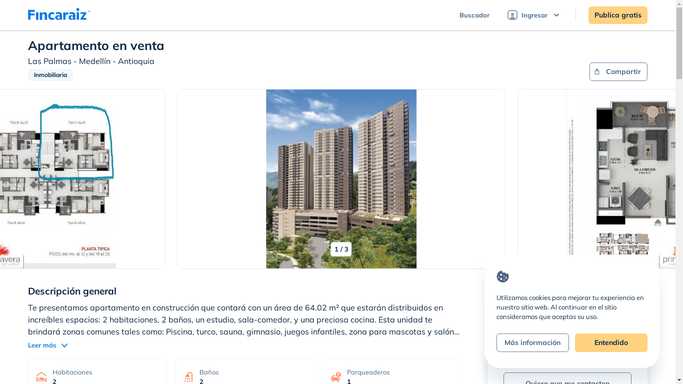 Fincaraiz
Buscador
Ingresar
Publica gratis
Apartamento en venta
Las Palmas - Medellín - Antioquia
Inmobiliaria
Compartir
PLANTA TIPICA
1 / 3
Descripción general
Te presentamos apartamento en construcción que contará con un área de 64.02 m² que estarán distribuidos en
increíbles espacios: 2 habitaciones, 2 baños, un estudio, sala-comedor, y una preciosa cocina. Esta unidad te
brindará zonas comunes tales como: Piscina, turco, sauna, gimnasio, juegos infantiles, zona para mascotas y salón...
Leer más
Habitaciones
2
Baños
2
Parqueaderos
1
Utilizamos cookies para mejorar tu experiencia en
nuestro sitio web. Al continuar en el sitio
consideramos que aceptas su uso.
Más información
Entendido
Quiero que me contacten